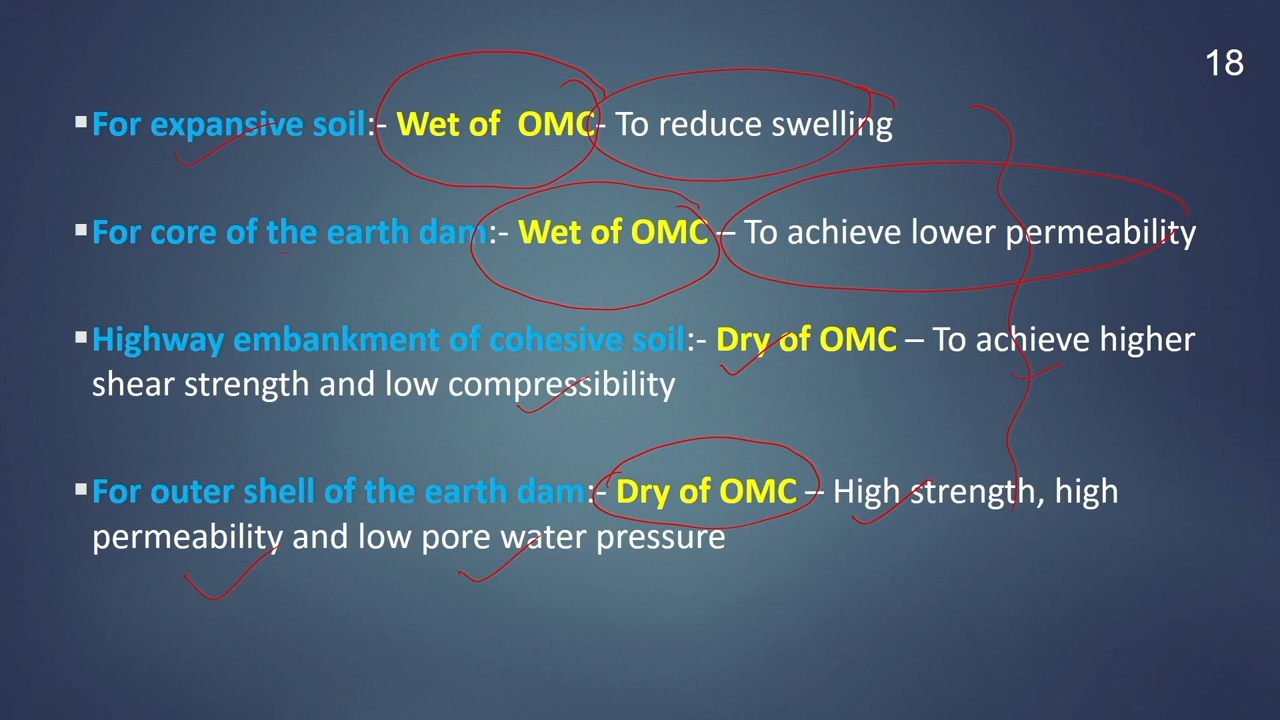 18
▪For expansive soil:- Wet of  OMC- To reduce swelling
▪For core of the earth dam:- Wet of OMC – To achieve lower permeability
▪Highway embankment of cohesive soil:- Dry of OMC – To achieve higher
shear strength and low compressibility
▪For outer shell of the earth dam:- Dry of OMC – High strength, high
permeability and low pore water pressure